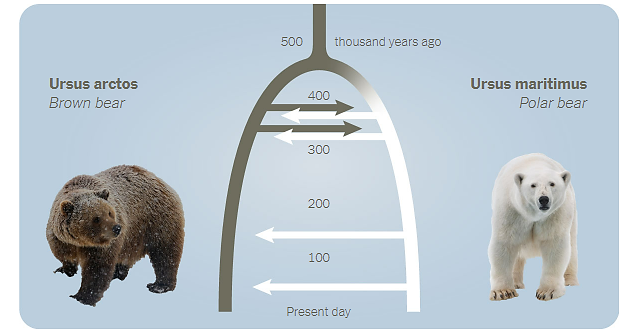 500 thousand years ago
Ursus arctos
Brown bear
Ursus maritimus
Polar bear
400
300
200
100
Present day